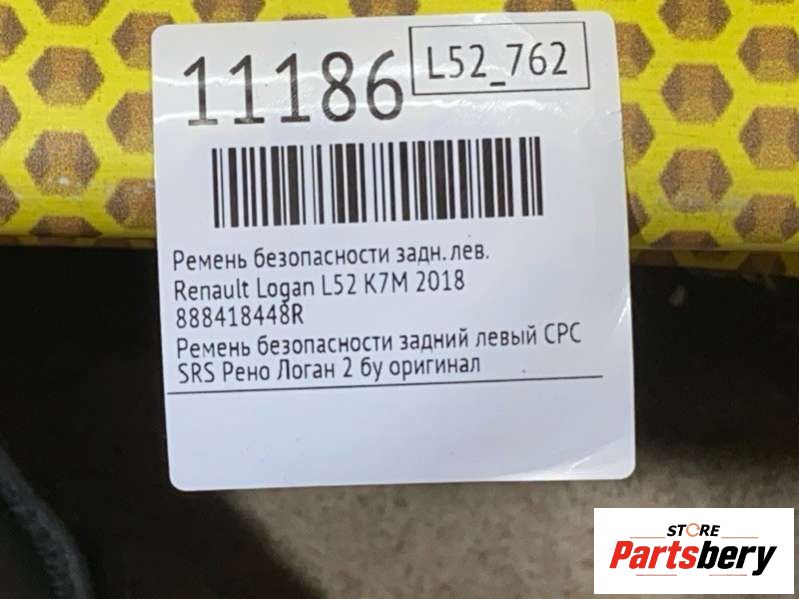 11186
L52_762
Ремень безопасности задн. лев.
Renault Logan L52 K7M 2018
888418448R
Ремень безопасности задний левый СРС
SRS Рено Логан 2 бу оригинал
STORE
Partsbery